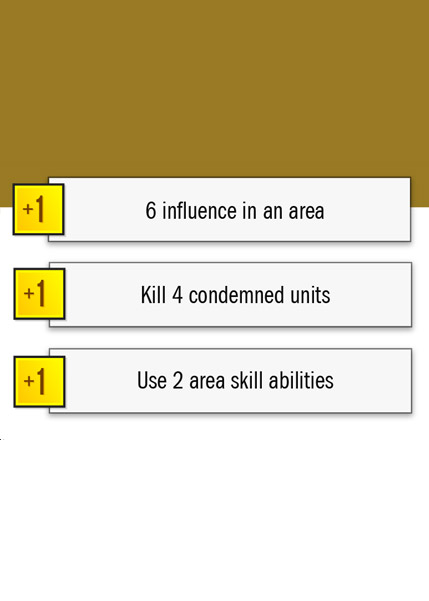 +1 6 influence in an area
+1 Kill 4 condemned units
+1 Use 2 area skill abilities